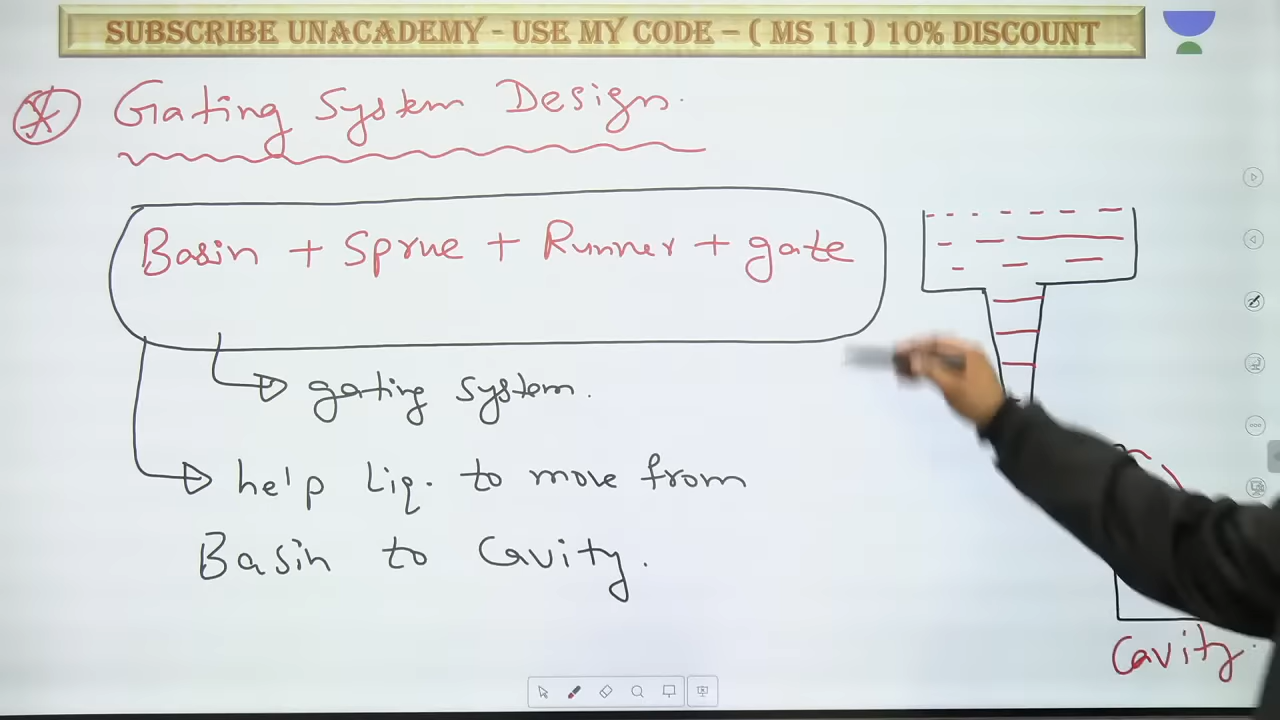 SUBSCRIBE UNACADEMY - USE MY CODE – ( MS 11) 10% DISCOUNT
Gating System Design.
Basin + Sprue + Runner + gate
gating system.
help Liq. to move from
Basin to Cavity.
Cavity.